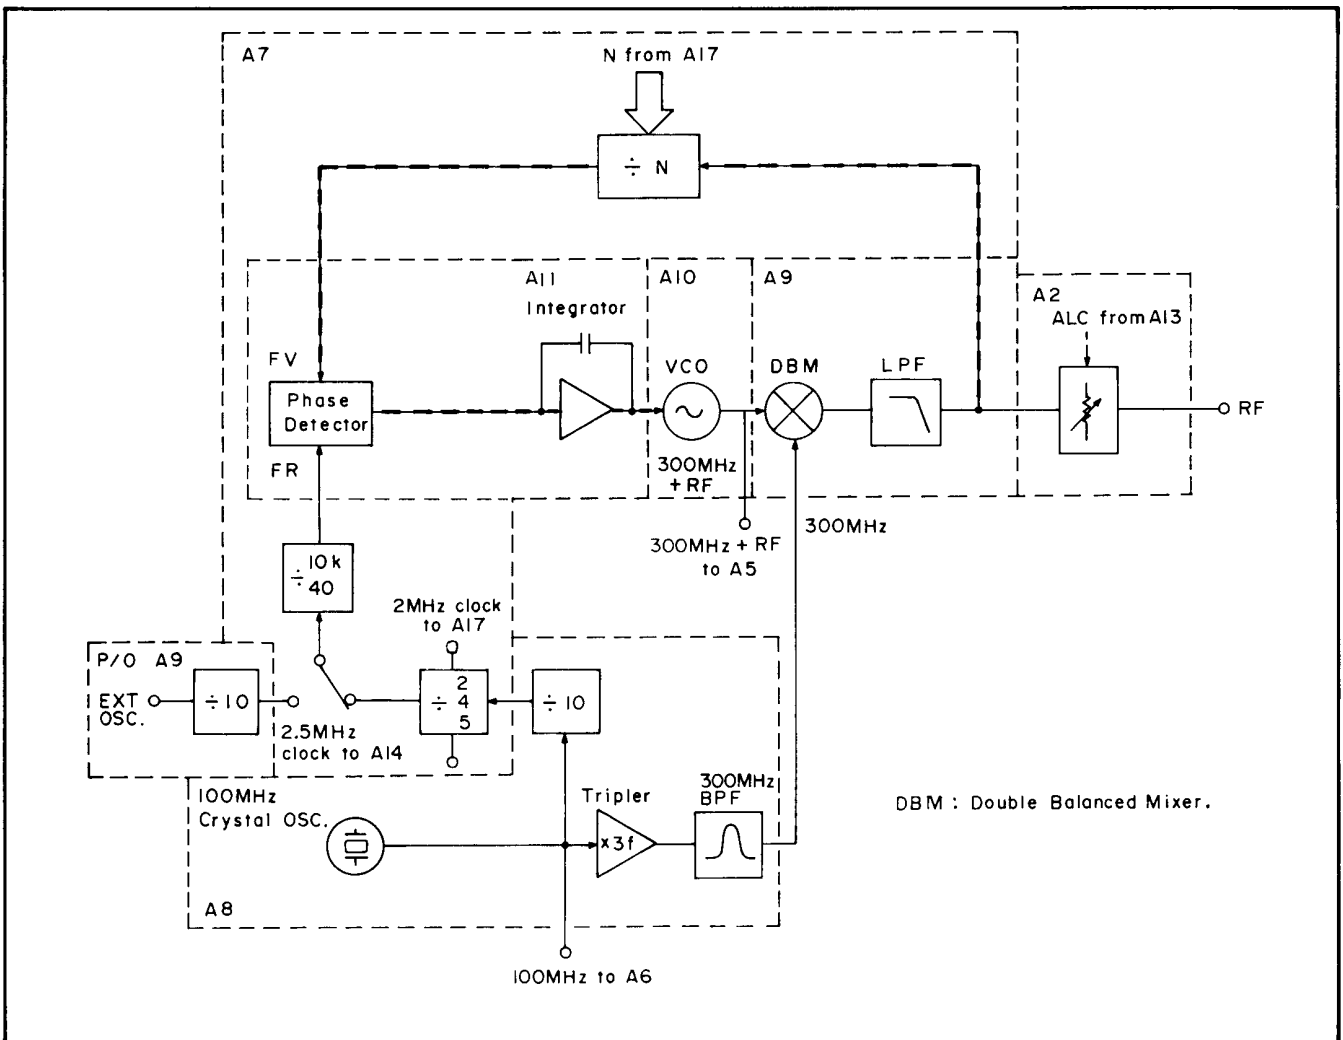 A7
N from A17
÷ N
A11
Integrator
A10
A9
A2
ALC from A13
FV
Phase
Detector
FR
VCO
300MHz
+ RF
DBM
LPF
RF
300MHz + RF
to A5
300MHz
÷ 10k
40
2MHz clock
to A17
P/O A9
EXT
OSC.
÷10
2.5MHz
clock to A14
÷ 2
4
5
÷ 10
100MHz
Crystal OSC.
Tripler
x3f
300MHz
BPF
DBM : Double Balanced Mixer.
A8
100MHz to A6